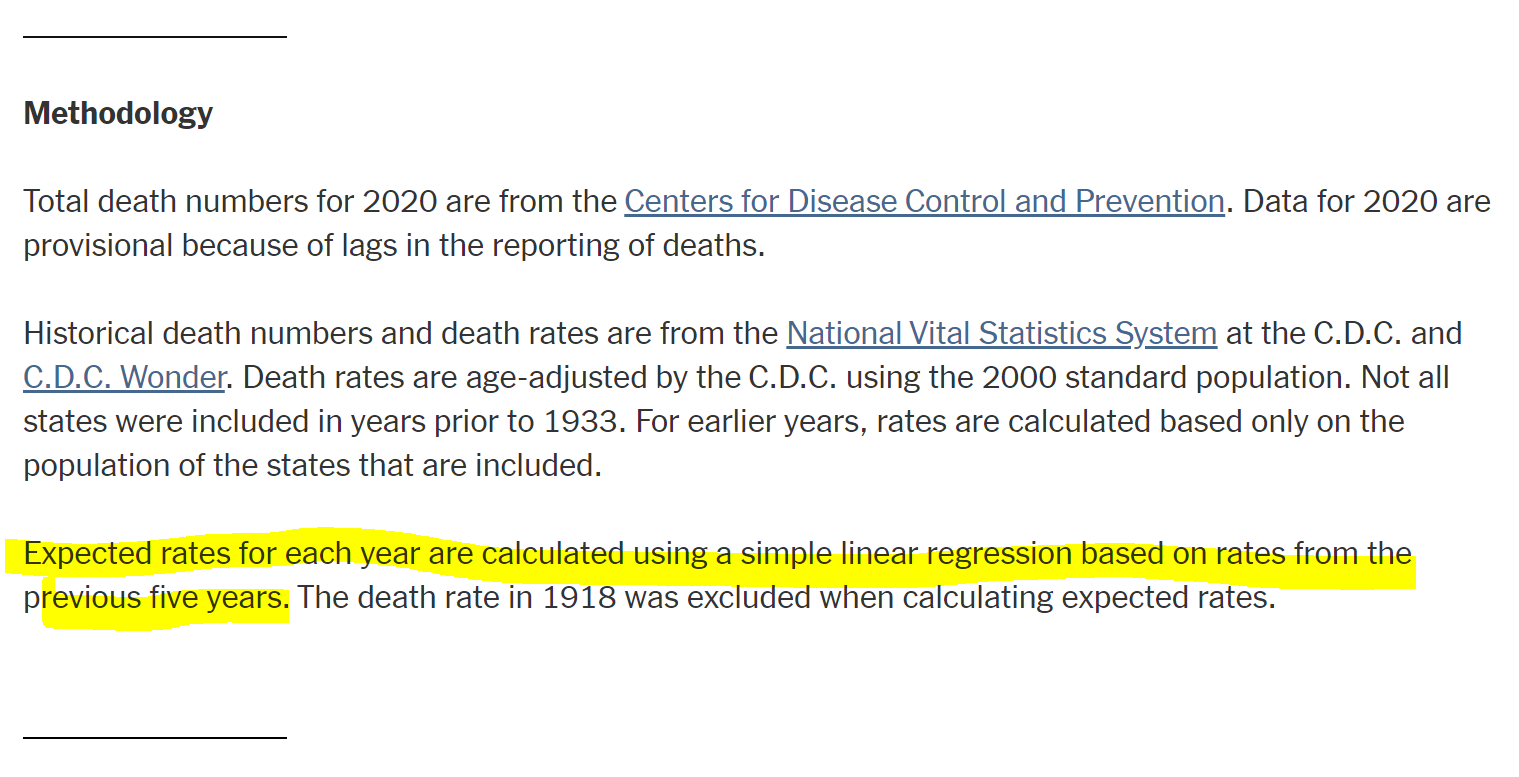 Methodology
Total death numbers for 2020 are from the Centers for Disease Control and Prevention. Data for 2020 are
provisional because of lags in the reporting of deaths.
Historical death numbers and death rates are from the National Vital Statistics System at the C.D.C. and
C.D.C. Wonder. Death rates are age-adjusted by the C.D.C. using the 2000 standard population. Not all
states were included in years prior to 1933. For earlier years, rates are calculated based only on the
population of the states that are included.
Expected rates for each year are calculated using a simple linear regression based on rates from the
previous five years. The death rate in 1918 was excluded when calculating expected rates.